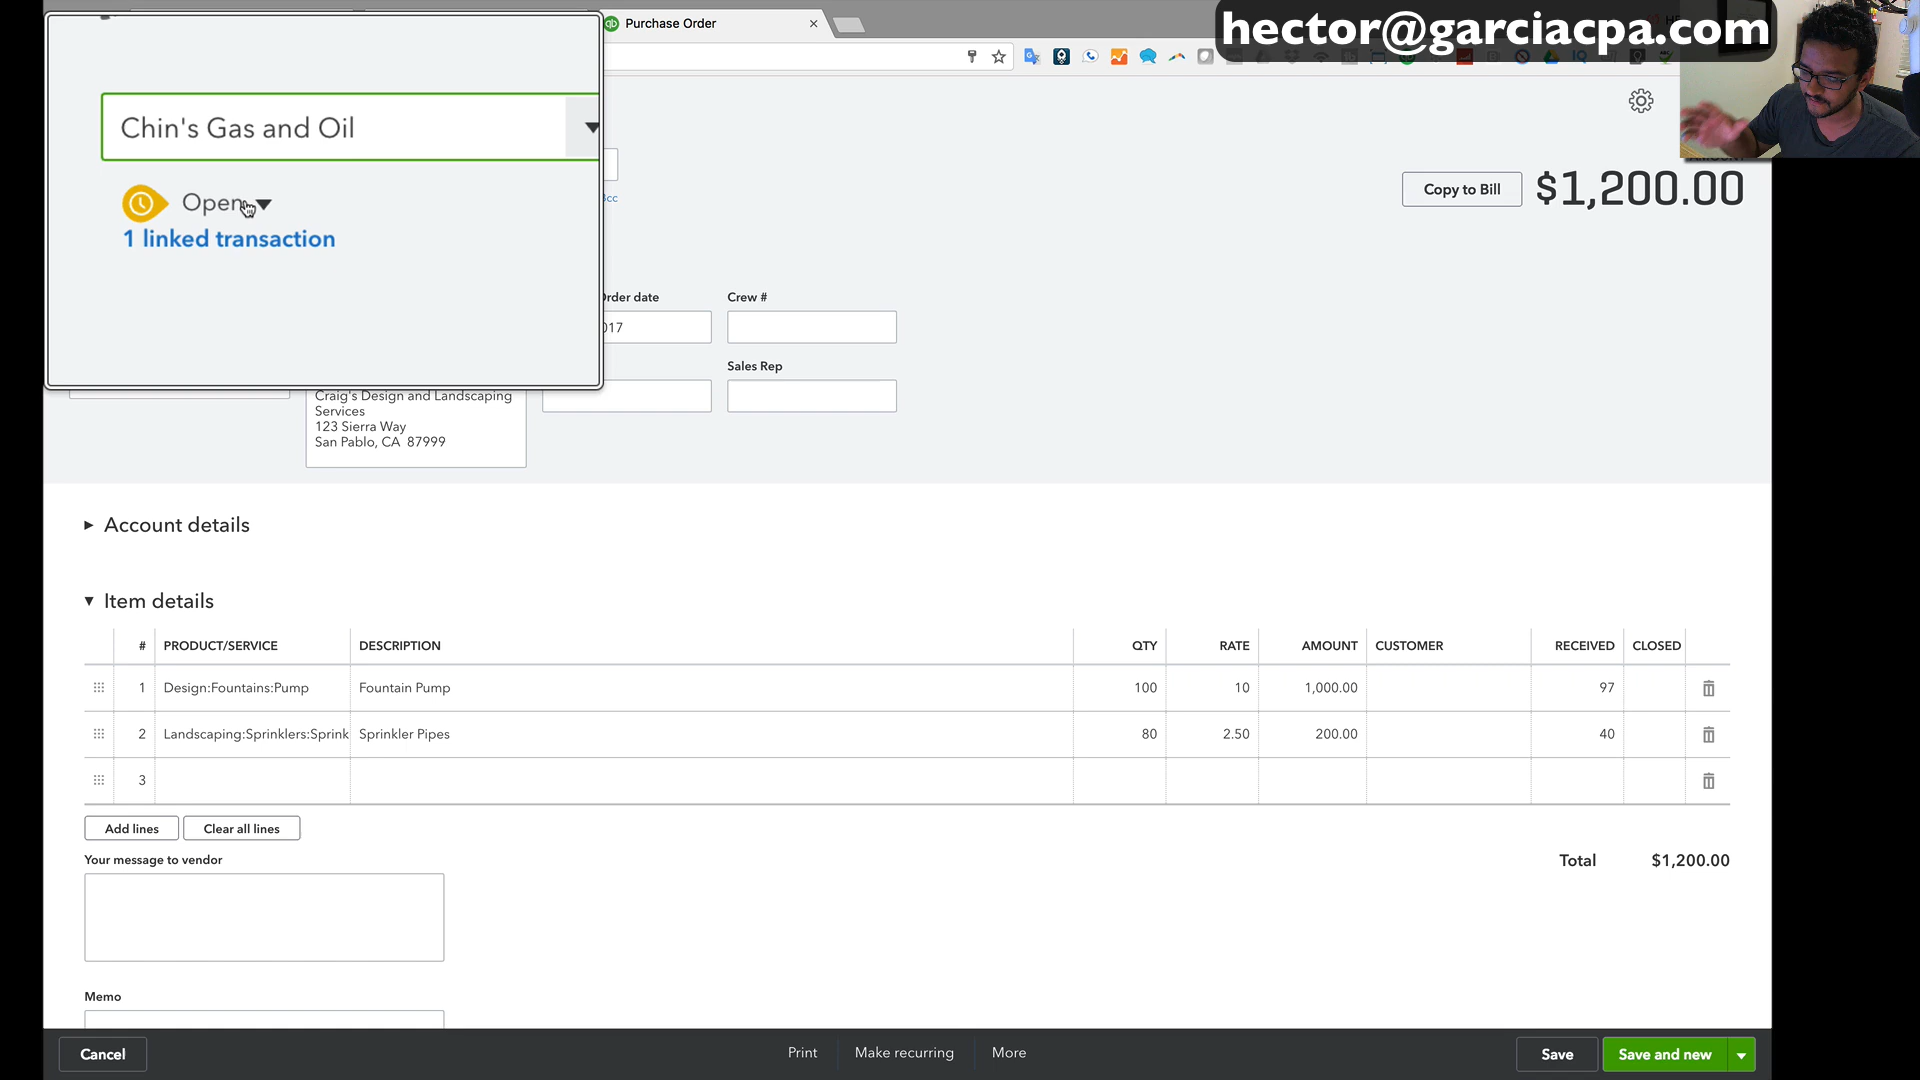 Purchase Order
hector@garciacpa.com
Chin's Gas and Oil
Open
1 linked transaction
Copy to Bill
$1,200.00
Order date
Crew #
Sales Rep
Craig's Design and Landscaping
Services
123 Sierra Way
San Pablo, CA 87999
Account details
Item details
# PRODUCT/SERVICE DESCRIPTION QTY RATE AMOUNT CUSTOMER RECEIVED CLOSED
1 Design:Fountains:Pump Fountain Pump 100 10 1,000.00 97
2 Landscaping:Sprinklers:Sprink Sprinkler Pipes 80 2.50 200.00 40
3
Add lines Clear all lines
Your message to vendor
Total $1,200.00
Memo
Cancel Print Make recurring More Save Save and new